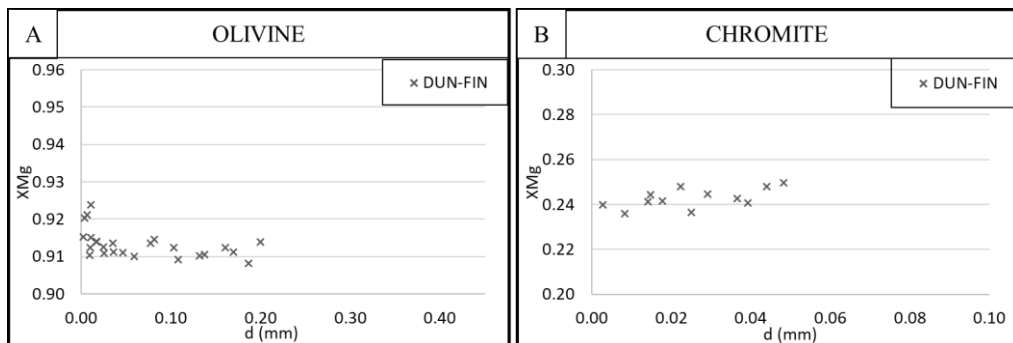 A OLIVINE
× DUN-FIN
0.96
0.95
0.94
0.93
0.92
0.91
0.90
XMg
0.00 0.10 0.20 0.30 0.40
d (mm)
B CHROMITE
× DUN-FIN
0.30
0.28
0.26
0.24
0.22
0.20
XMg
0.00 0.02 0.04 0.06 0.08 0.10
d (mm)